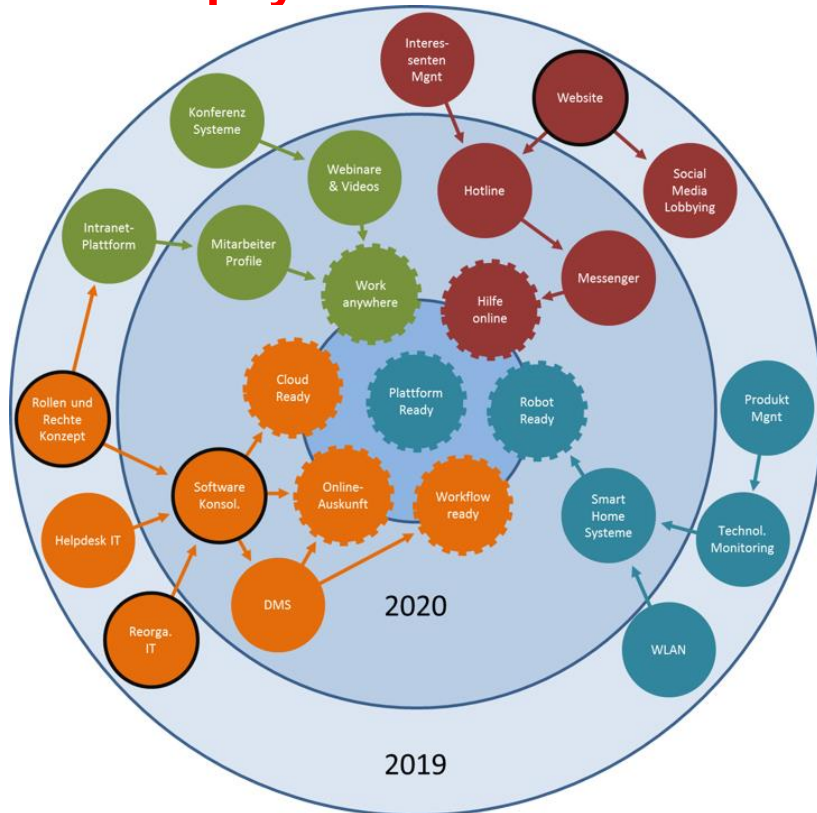 Interes-
senten
Mgnt
Website
Konferenz
Systeme
Webinare
& Videos
Hotline
Social
Media
Lobbying
Intranet-
Plattform
Mitarbeiter
Profile
Work
anywhere
Hilfe
online
Messenger
Cloud
Ready
Plattform
Ready
Robot
Ready
Produkt
Mgnt
Rollen und
Rechte
Konzept
Software
Konsol.
Online-
Auskunft
Workflow
ready
Smart
Home
Systeme
Technol.
Monitoring
Helpdesk IT
DMS
2020
Reorga.
IT
WLAN
2019